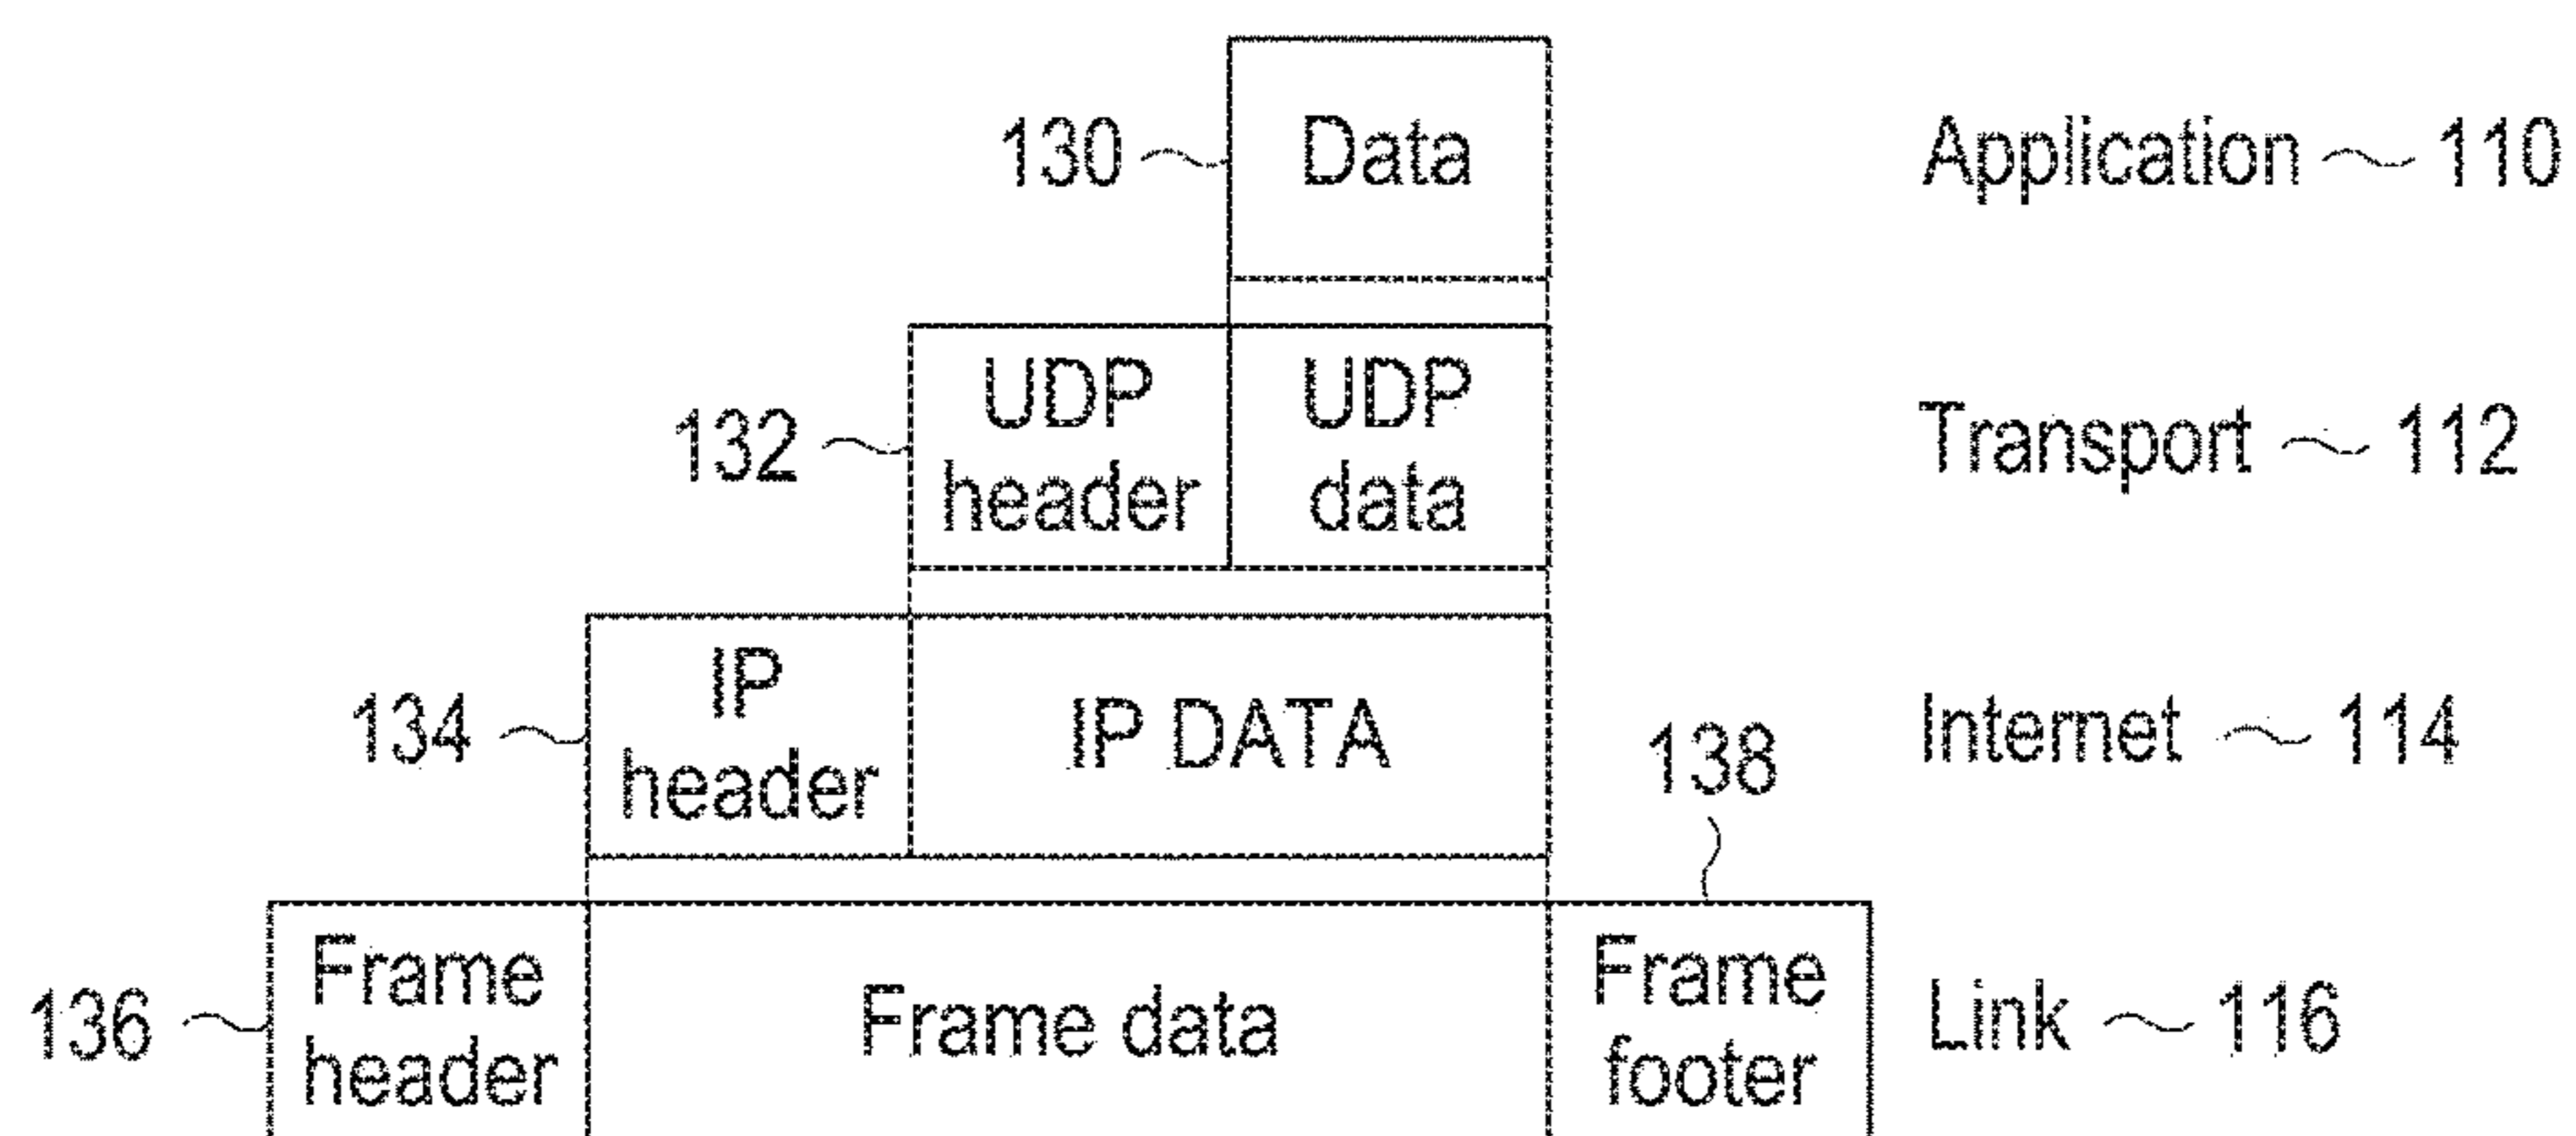 130 Data Application 110
132 UDP header UDP data Transport 112
134 IP header IP DATA Internet 114
138
136 Frame header Frame data Frame footer Link 116